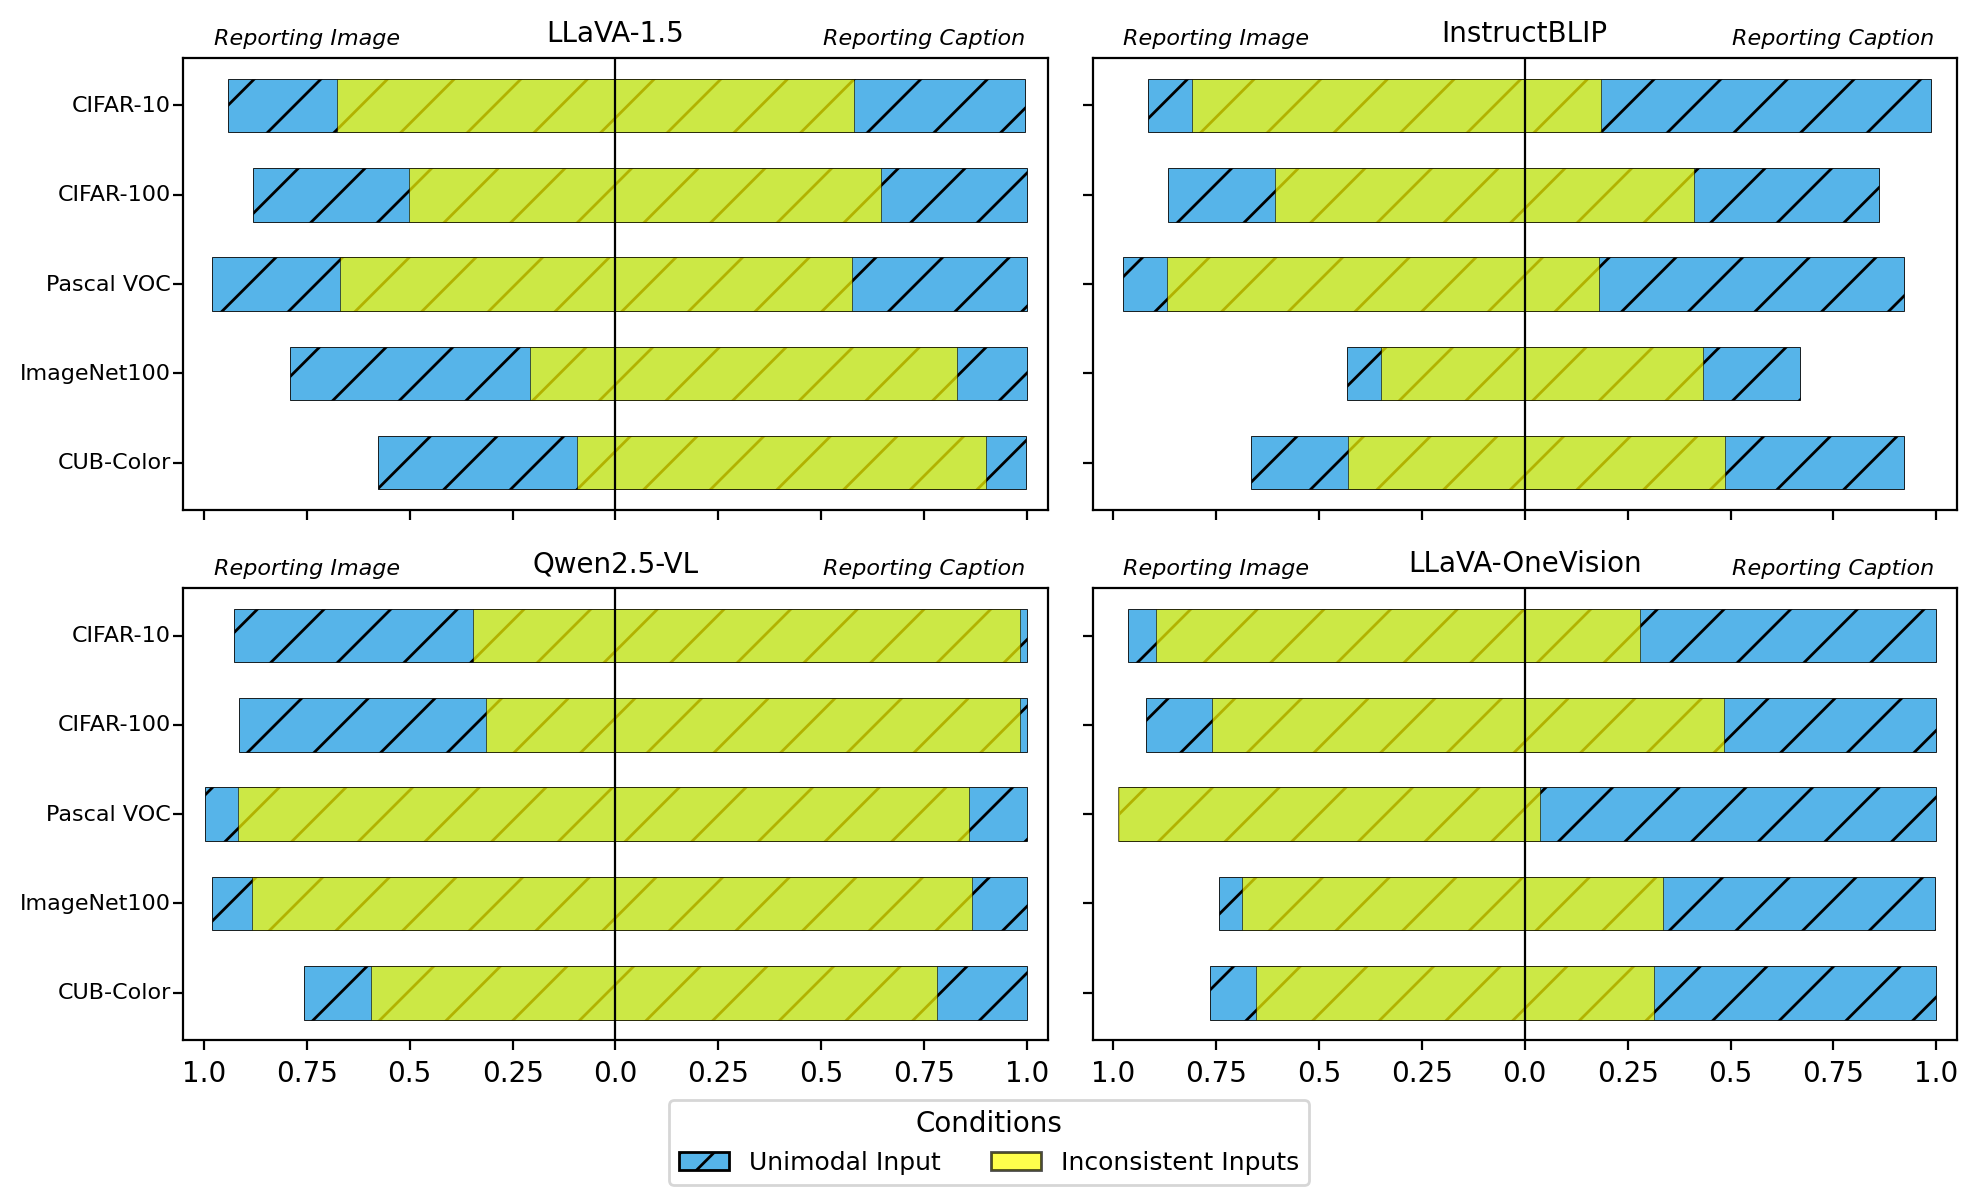 Reporting Image LLaVA-1.5 Reporting Caption
CIFAR-10
CIFAR-100
Pascal VOC
ImageNet100
CUB-Color
Reporting Image InstructBLIP Reporting Caption
Reporting Image Qwen2.5-VL Reporting Caption
CIFAR-10
CIFAR-100
Pascal VOC
ImageNet100
CUB-Color
1.0 0.75 0.5 0.25 0.0 0.25 0.5 0.75 1.0
Reporting Image LLaVA-OneVision Reporting Caption
1.0 0.75 0.5 0.25 0.0 0.25 0.5 0.75 1.0
Conditions
Unimodal Input Inconsistent Inputs